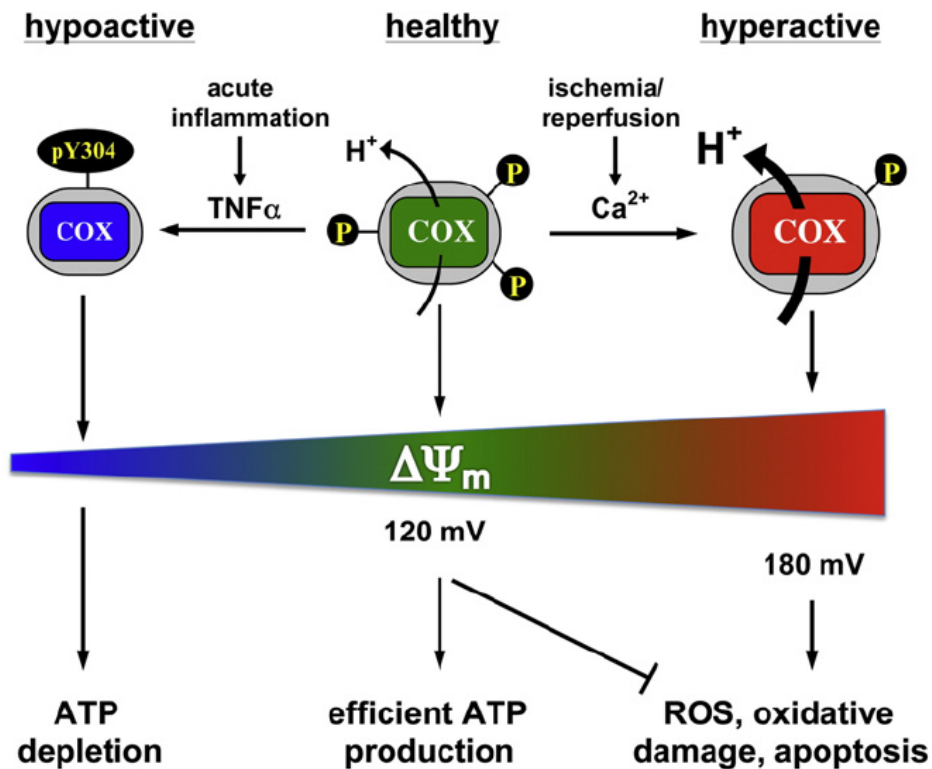 hypoactive
healthy
hyperactive
acute
inflammation
ischemia/
reperfusion
pY304
H⁺
P
H⁺
P
COX
TNFα
P
COX
Ca²⁺
COX
P
ΔΨₘ
120 mV
180 mV
ATP
depletion
efficient ATP
production
ROS, oxidative
damage, apoptosis